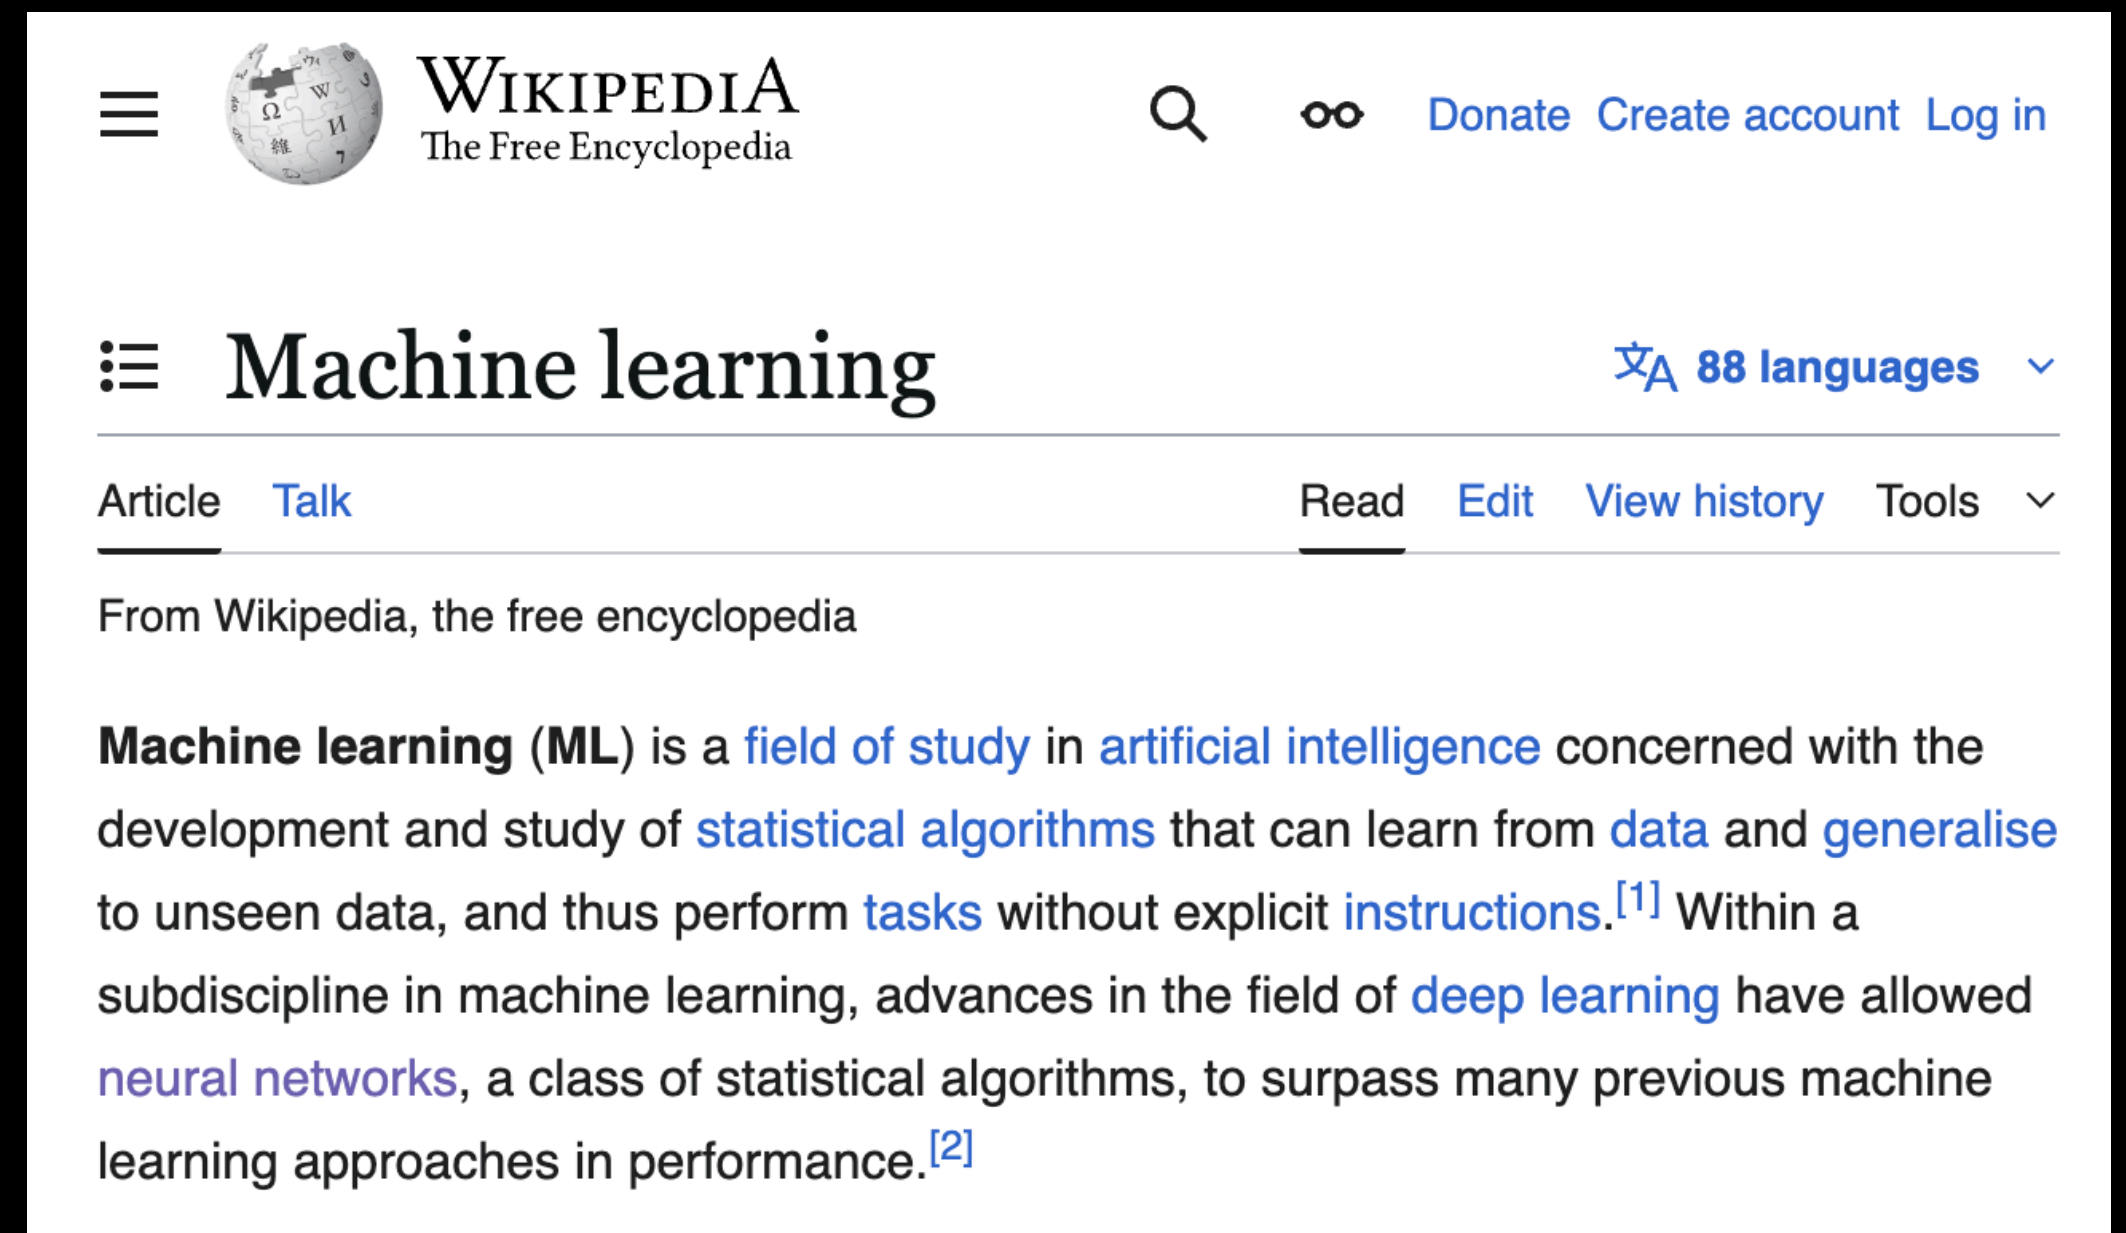 WIKIPEDIA
The Free Encyclopedia
Donate Create account Log in
Machine learning
88 languages
Article Talk Read Edit View history Tools
From Wikipedia, the free encyclopedia
Machine learning (ML) is a field of study in artificial intelligence concerned with the
development and study of statistical algorithms that can learn from data and generalise
to unseen data, and thus perform tasks without explicit instructions.[1] Within a
subdiscipline in machine learning, advances in the field of deep learning have allowed
neural networks, a class of statistical algorithms, to surpass many previous machine
learning approaches in performance.[2]